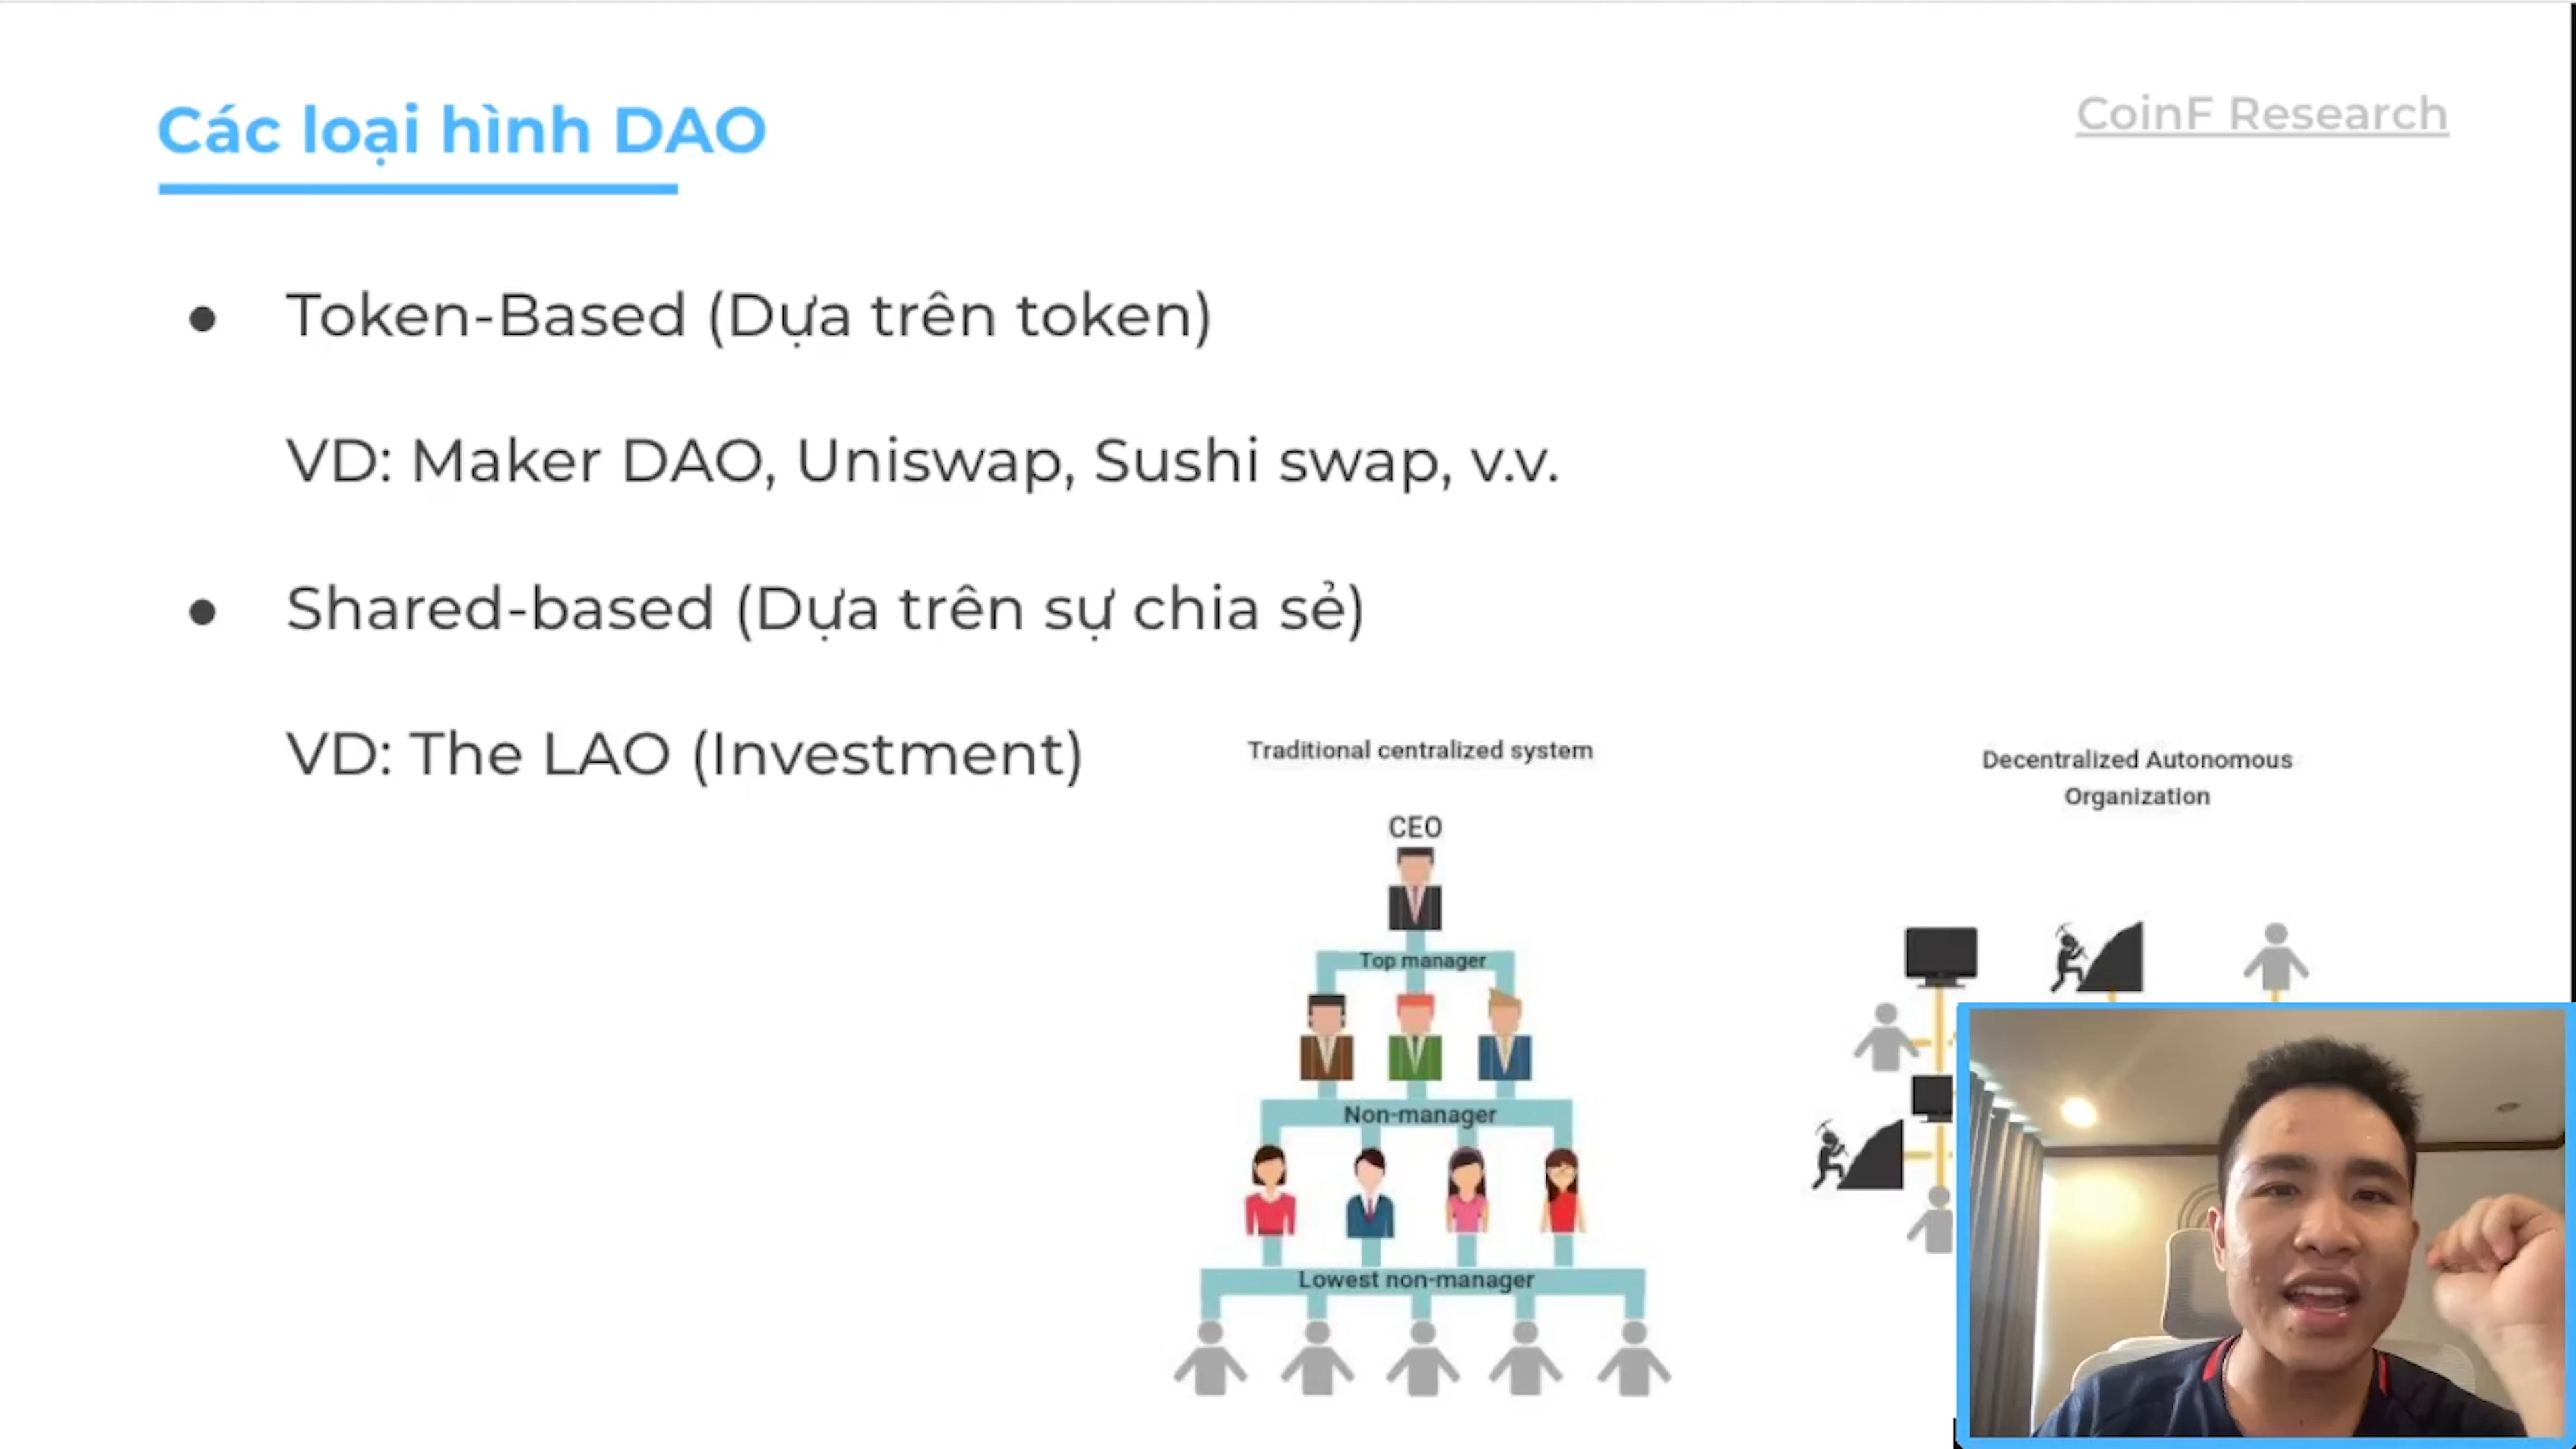 Các loại hình DAO
CoinF Research
● Token-Based (Dựa trên token)
VD: Maker DAO, Uniswap, Sushi swap, v.v.
● Shared-based (Dựa trên sự chia sẻ)
VD: The LAO (Investment)
Traditional centralized system
CEO
Top manager
Non-manager
Lowest non-manager
Decentralized Autonomous
Organization